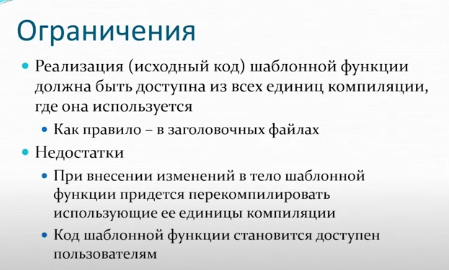 Ограничения
Реализация (исходный код) шаблонной функции
должна быть доступна из всех единиц компиляции,
где она используется
Как правило – в заголовочных файлах
Недостатки
При внесении изменений в тело шаблонной
функции придется перекомпилировать
использующие ее единицы компиляции
Код шаблонной функции становится доступен
пользователям